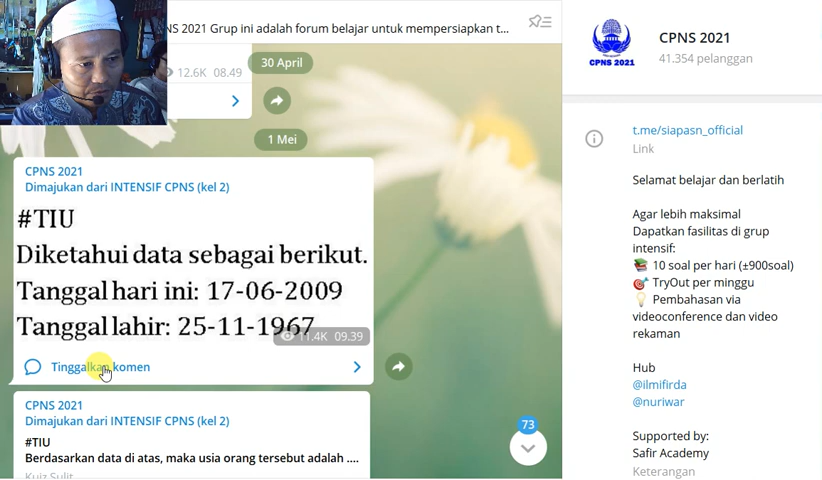 NS 2021 Grup ini adalah forum belajar untuk mempersiapkan t...
12.6K 08.49
30 April
1 Mei
CPNS 2021
Dimajukan dari INTENSIF CPNS (kel 2)
#TIU
Diketahui data sebagai berikut.
Tanggal hari ini: 17-06-2009
Tanggal lahir: 25-11-1967
11.4K 09.39
Tinggalkan komen
CPNS 2021
Dimajukan dari INTENSIF CPNS (kel 2)
#TIU
Berdasarkan data di atas, maka usia orang tersebut adalah ....
Kuiz Sulit
73
CPNS 2021
CPNS 2021
41.354 pelanggan
t.me/siapasn_official
Link
Selamat belajar dan berlatih
Agar lebih maksimal
Dapatkan fasilitas di grup
intensif:
10 soal per hari (±900soal)
TryOut per minggu
Pembahasan via
videoconference dan video
rekaman
Hub
@ilmifirda
@nuriwar
Supported by:
Safir Academy
Keterangan